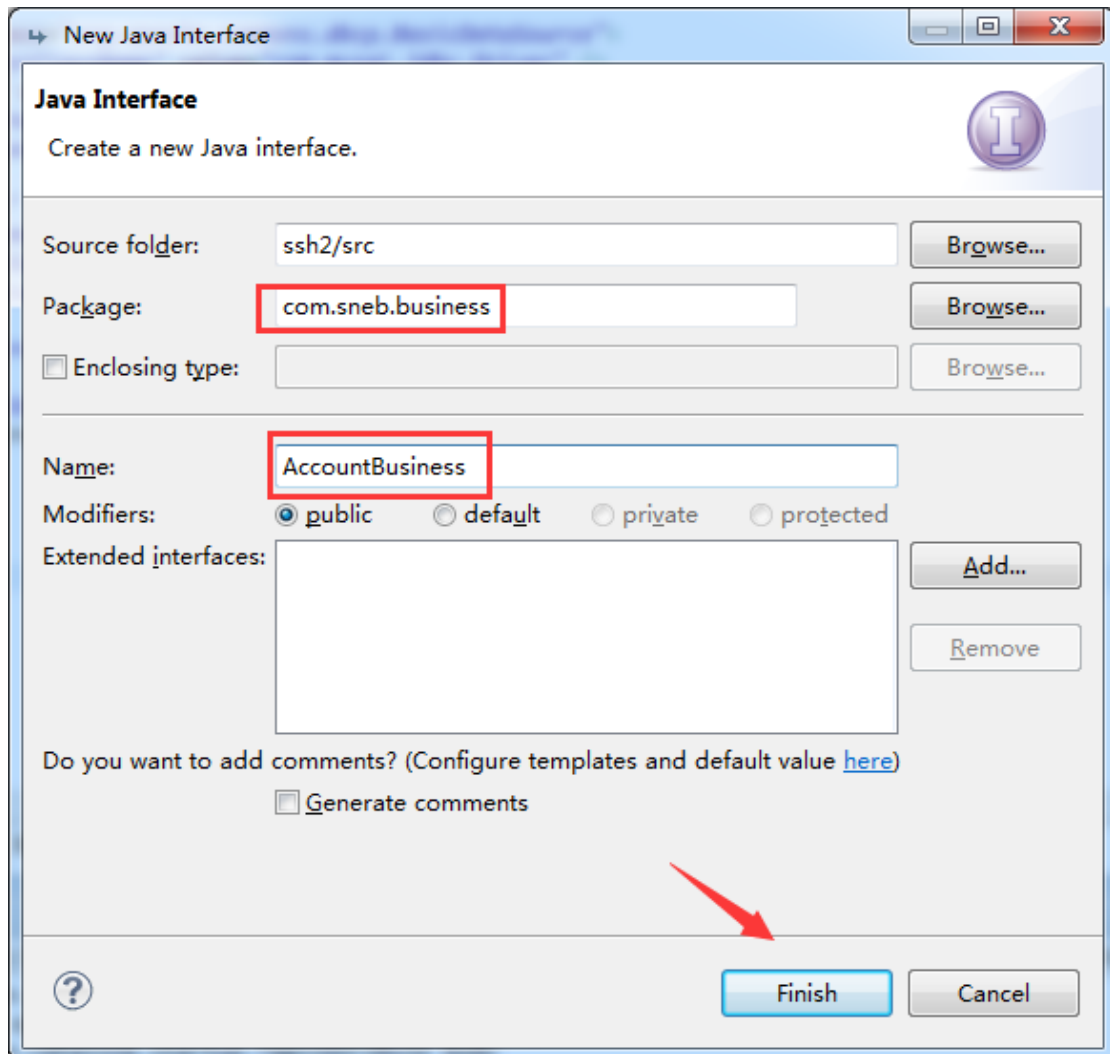 New Java Interface
Java Interface
Create a new Java interface.
Source folder: ssh2/src Browse...
Package: com.sneb.business Browse...
Enclosing type: Browse...
Name: AccountBusiness
Modifiers: public default private protected
Extended interfaces: Add...
Remove
Do you want to add comments? (Configure templates and default value here)
Generate comments
Finish Cancel